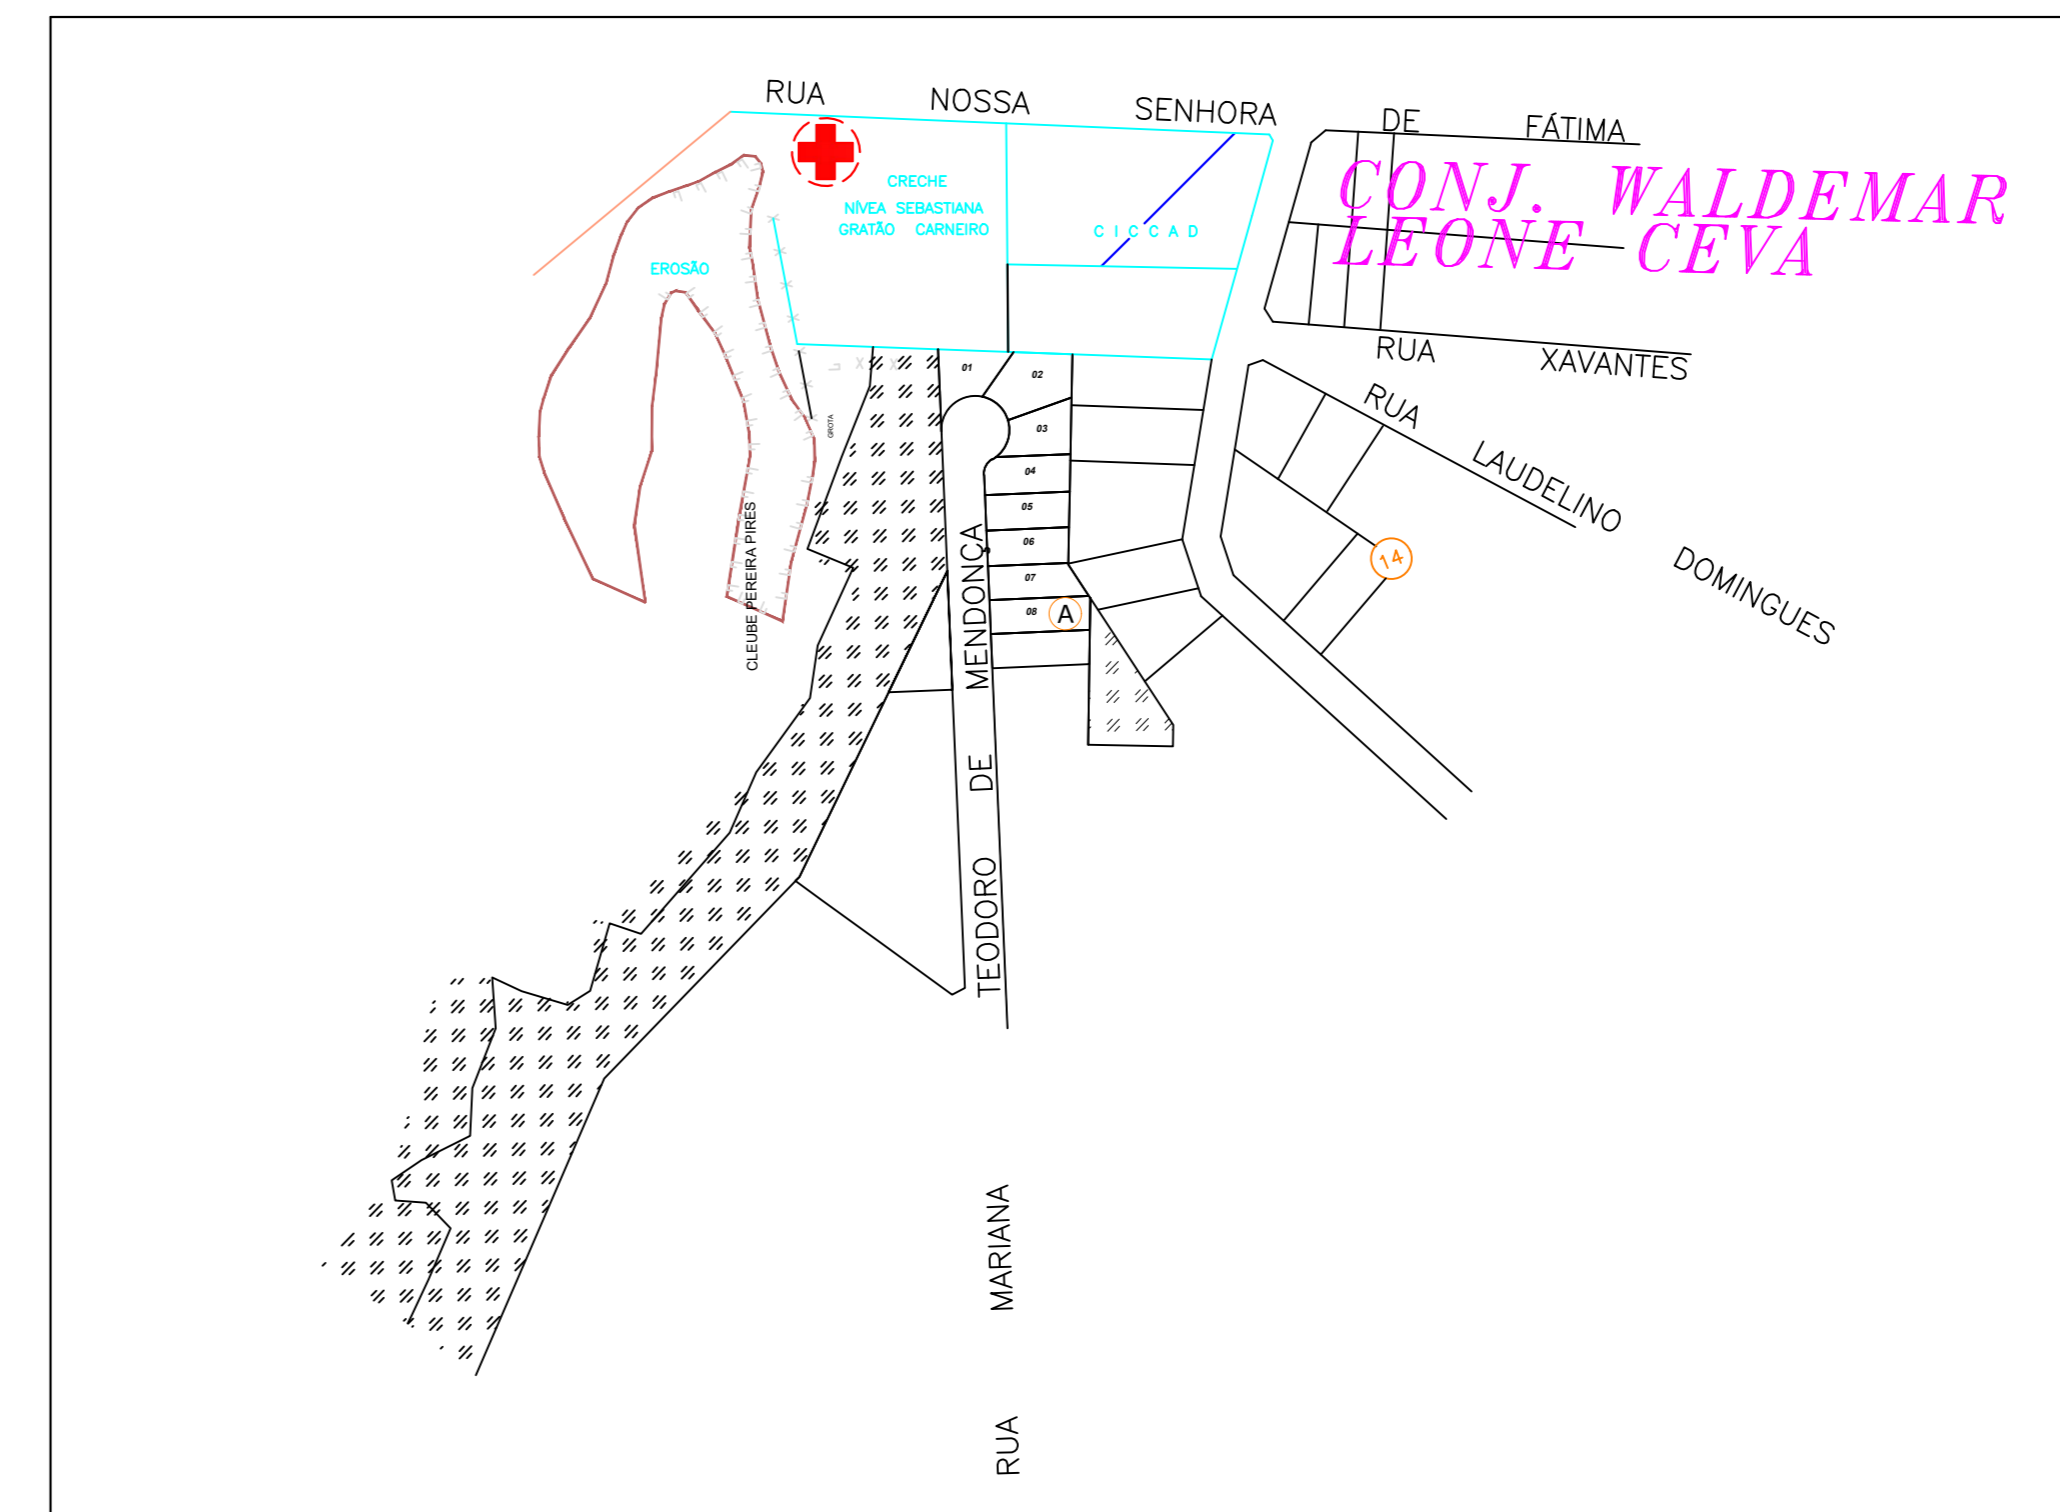 RUA NOSSA SENHORA DE FÁTIMA
CONJ. WALDEMAR
LEONE CEVA
CRECHE
NÍVEA SEBASTIANA
GRATÃO CARNEIRO
C I C C A D
EROSÃO
RUA XAVANTES
RUA LAUDELINO DOMINGUES
01
02
03
04
05
06
07
08
A
14
GROTA
CLEUBE PEREIRA PIRES
RUA MARIANA TEODORO DE MENDONÇA